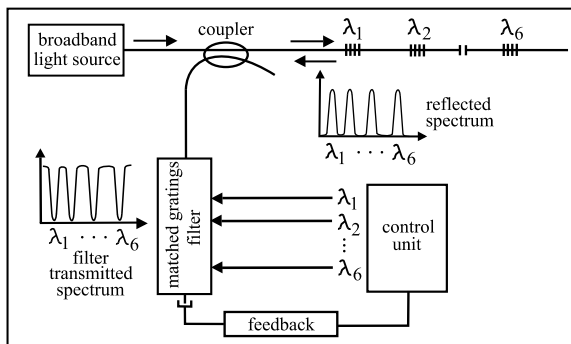 broadband
light source
coupler
λ1
λ2
λ6
reflected
spectrum
λ1 · · · · λ6
matched gratings
filter
λ1 · · · · λ6
filter
transmitted
spectrum
λ1
λ2
λ6
control
unit
feedback